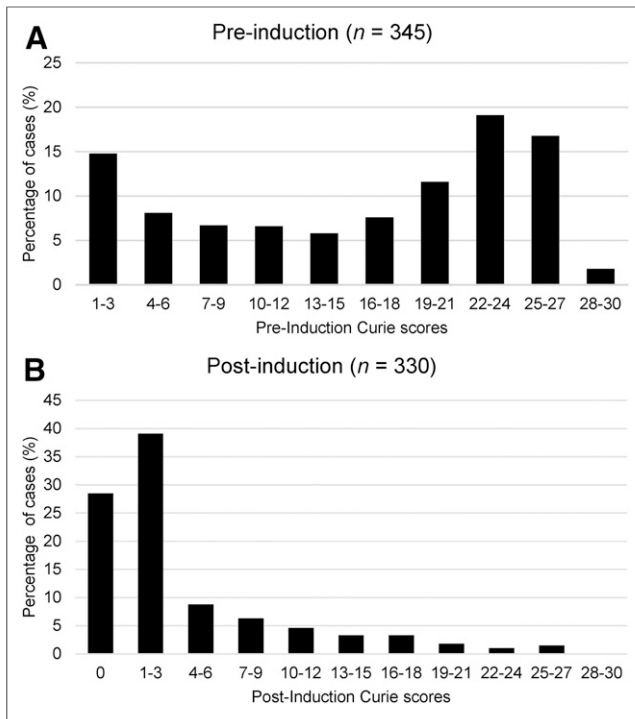 A
Pre-induction (n = 345)
Percentage of cases (%)
25
20
15
10
5
0
1-3 4-6 7-9 10-12 13-15 16-18 19-21 22-24 25-27 28-30
Pre-Induction Curie scores
B
Post-induction (n = 330)
Percentage of cases (%)
45
40
35
30
25
20
15
10
5
0
0 1-3 4-6 7-9 10-12 13-15 16-18 19-21 22-24 25-27 28-30
Post-Induction Curie scores